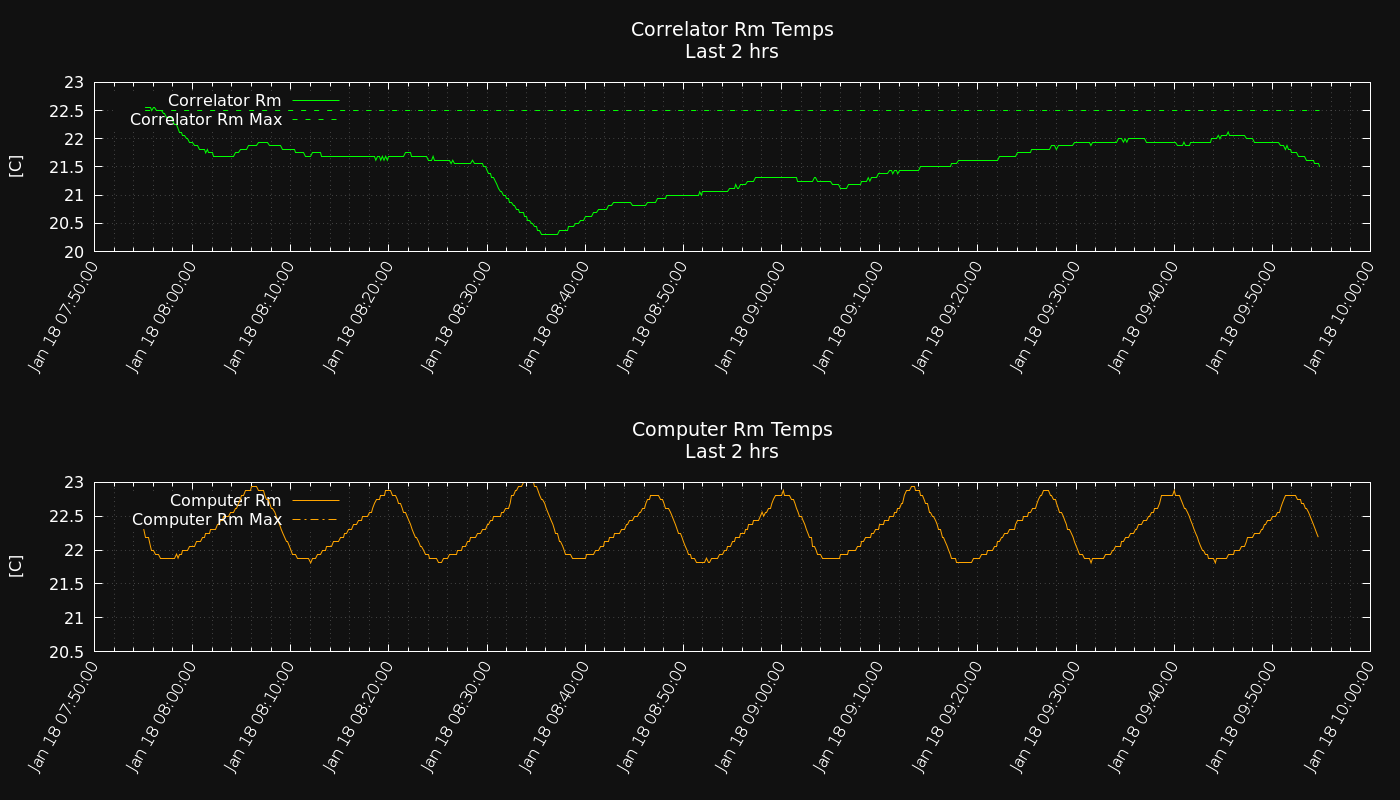 Correlator Rm Temps
Last 2 hrs
23
22.5
22
21.5
21
20.5
20
[C]
Correlator Rm
Correlator Rm Max
Jan 18 07:50:00
Jan 18 08:00:00
Jan 18 08:10:00
Jan 18 08:20:00
Jan 18 08:30:00
Jan 18 08:40:00
Jan 18 08:50:00
Jan 18 09:00:00
Jan 18 09:10:00
Jan 18 09:20:00
Jan 18 09:30:00
Jan 18 09:40:00
Jan 18 09:50:00
Jan 18 10:00:00
Computer Rm Temps
Last 2 hrs
23
22.5
22
21.5
21
20.5
[C]
Computer Rm
Computer Rm Max
Jan 18 07:50:00
Jan 18 08:00:00
Jan 18 08:10:00
Jan 18 08:20:00
Jan 18 08:30:00
Jan 18 08:40:00
Jan 18 08:50:00
Jan 18 09:00:00
Jan 18 09:10:00
Jan 18 09:20:00
Jan 18 09:30:00
Jan 18 09:40:00
Jan 18 09:50:00
Jan 18 10:00:00